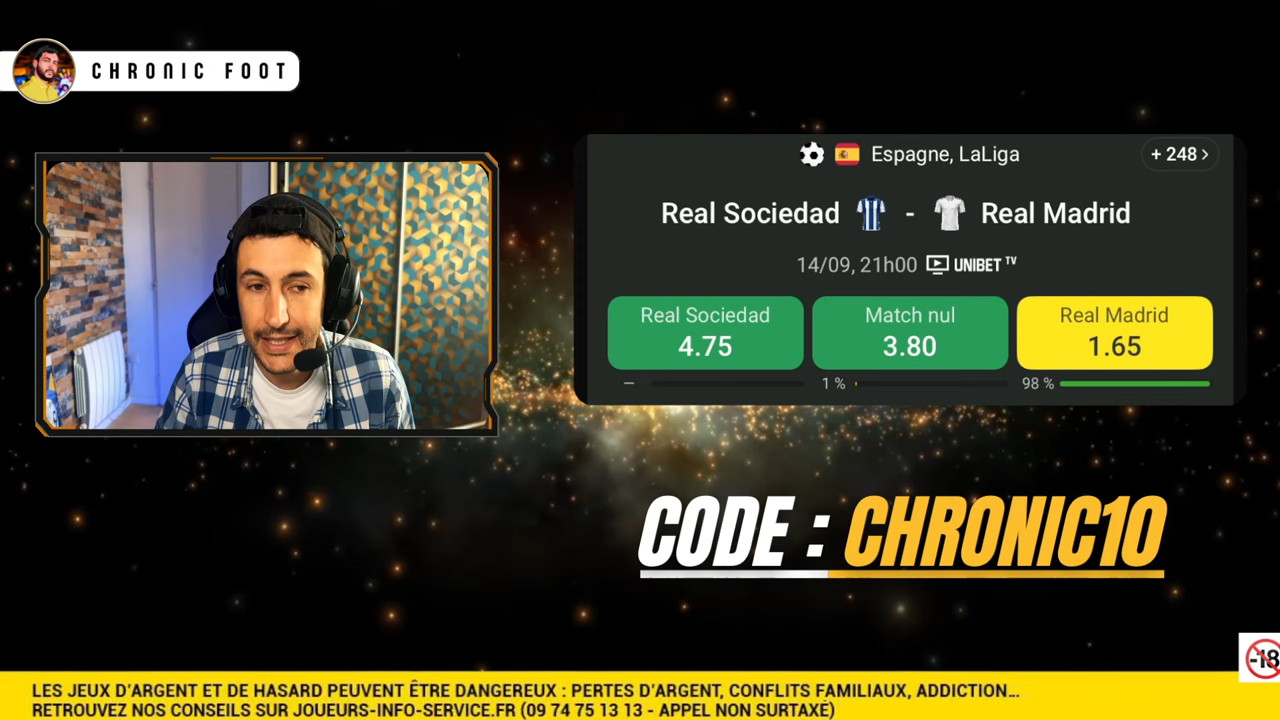 CHRONIC FOOT
Espagne, LaLiga
+ 248 >
Real Sociedad - Real Madrid
14/09, 21h00 UNIBET TV
Real Sociedad Match nul Real Madrid
4.75 3.80 1.65
– 1 % 98 %
CODE : CHRONIC10
-18
LES JEUX D'ARGENT ET DE HASARD PEUVENT ÊTRE DANGEREUX : PERTES D'ARGENT, CONFLITS FAMILIAUX, ADDICTION...
RETROUVEZ NOS CONSEILS SUR JOUEURS-INFO-SERVICE.FR (09 74 75 13 13 - APPEL NON SURTAXÉ)